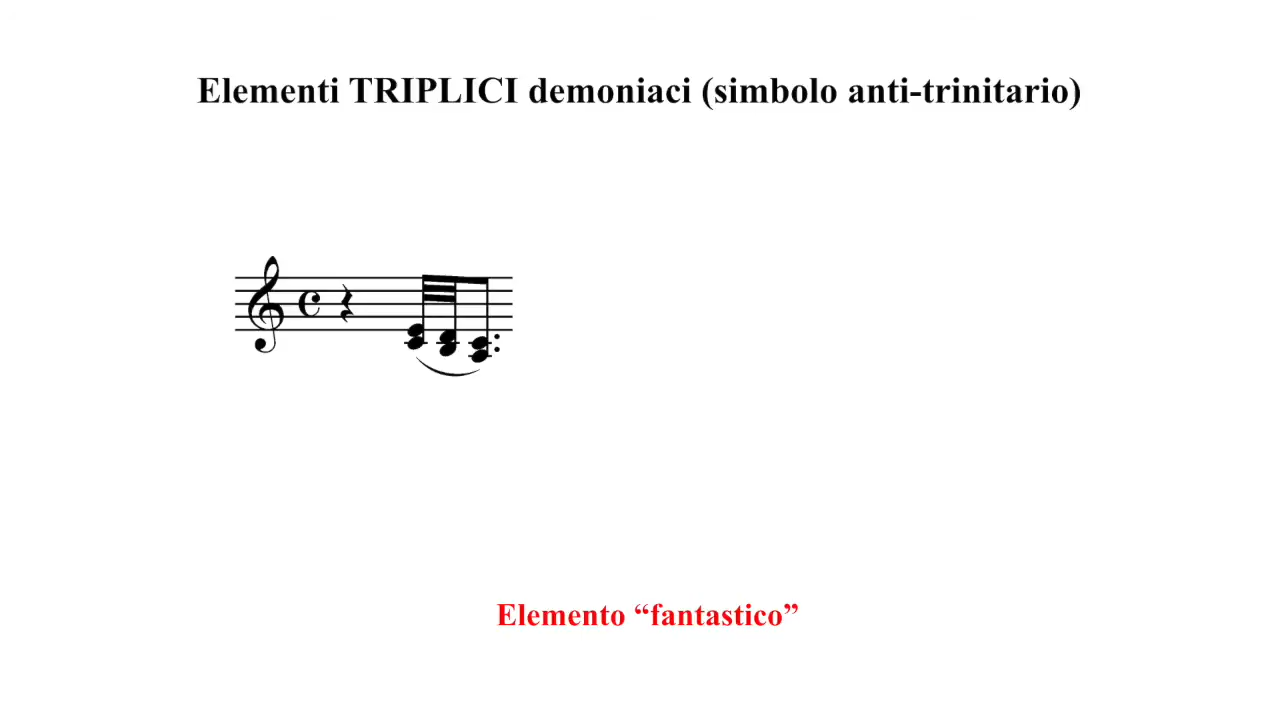 Elementi TRIPLICI demoniaci (simbolo anti-trinitario)
Elemento “fantastico”